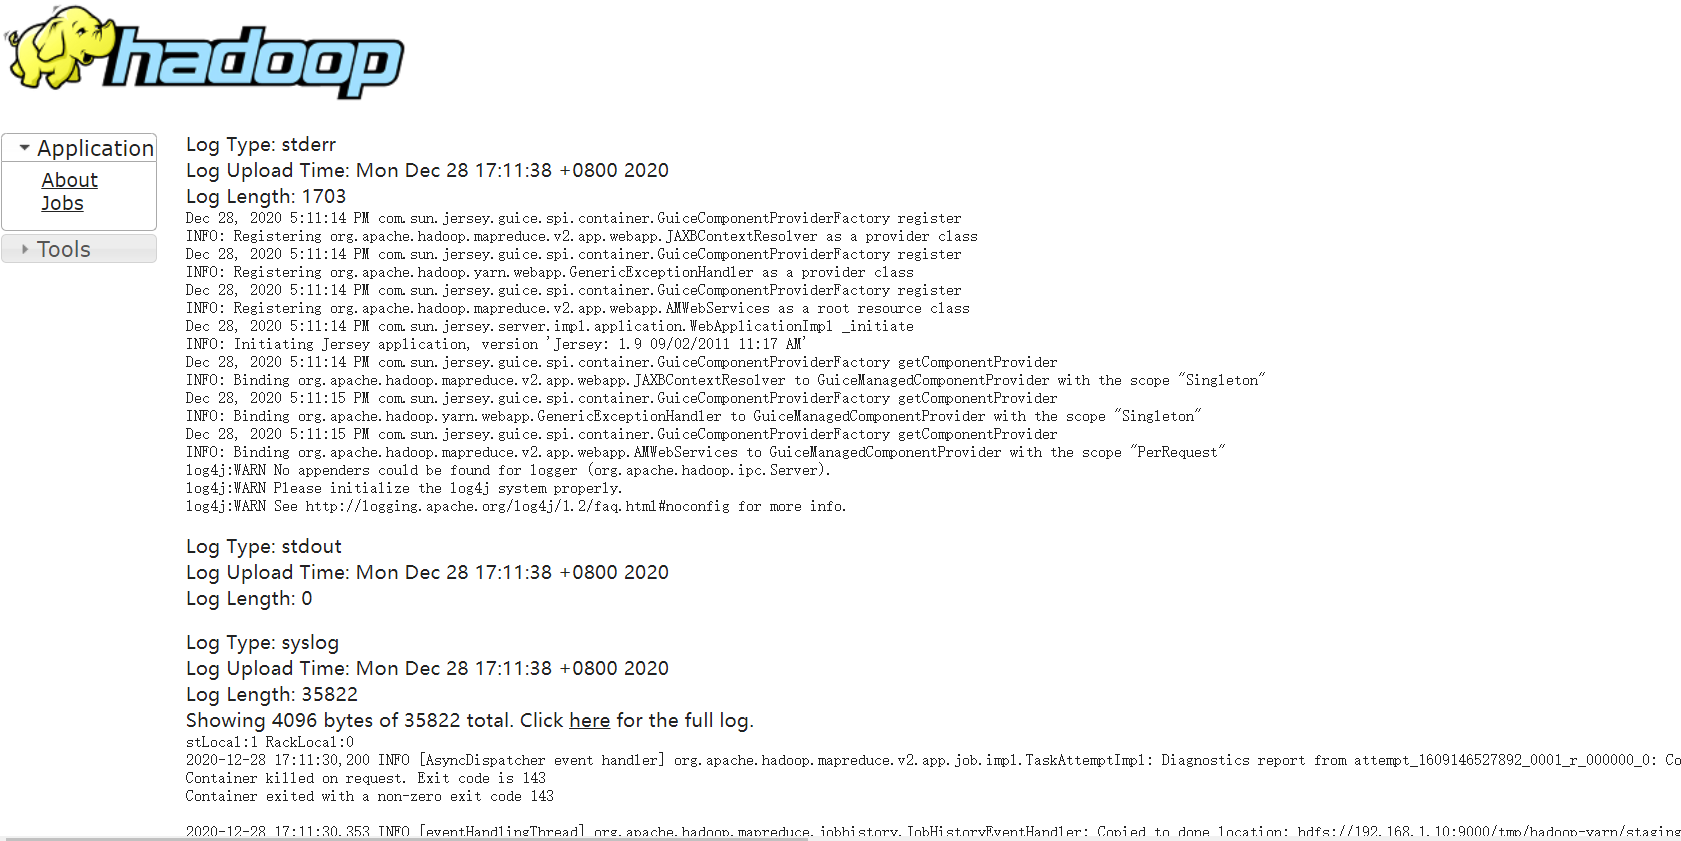 hadoop
Application
About
Jobs
Tools
Log Type: stderr
Log Upload Time: Mon Dec 28 17:11:38 +0800 2020
Log Length: 1703
Dec 28, 2020 5:11:14 PM com.sun.jersey.guice.spi.container.GuiceComponentProviderFactory register
INFO: Registering org.apache.hadoop.mapreduce.v2.app.webapp.JAXBContextResolver as a provider class
Dec 28, 2020 5:11:14 PM com.sun.jersey.guice.spi.container.GuiceComponentProviderFactory register
INFO: Registering org.apache.hadoop.yarn.webapp.GenericExceptionHandler as a provider class
Dec 28, 2020 5:11:14 PM com.sun.jersey.guice.spi.container.GuiceComponentProviderFactory register
INFO: Registering org.apache.hadoop.mapreduce.v2.app.webapp.AMWebServices as a root resource class
Dec 28, 2020 5:11:14 PM com.sun.jersey.server.impl.application.WebApplicationImpl _initiate
INFO: Initiating Jersey application, version 'Jersey: 1.9 09/02/2011 11:17 AM'
Dec 28, 2020 5:11:14 PM com.sun.jersey.guice.spi.container.GuiceComponentProviderFactory getComponentProvider
INFO: Binding org.apache.hadoop.mapreduce.v2.app.webapp.JAXBContextResolver to GuiceManagedComponentProvider with the scope "Singleton"
Dec 28, 2020 5:11:15 PM com.sun.jersey.guice.spi.container.GuiceComponentProviderFactory getComponentProvider
INFO: Binding org.apache.hadoop.yarn.webapp.GenericExceptionHandler to GuiceManagedComponentProvider with the scope "Singleton"
Dec 28, 2020 5:11:15 PM com.sun.jersey.guice.spi.container.GuiceComponentProviderFactory getComponentProvider
INFO: Binding org.apache.hadoop.mapreduce.v2.app.webapp.AMWebServices to GuiceManagedComponentProvider with the scope "PerRequest"
log4j:WARN No appenders could be found for logger (org.apache.hadoop.ipc.Server).
log4j:WARN Please initialize the log4j system properly.
log4j:WARN See http://logging.apache.org/log4j/1.2/faq.html#noconfig for more info.
Log Type: stdout
Log Upload Time: Mon Dec 28 17:11:38 +0800 2020
Log Length: 0
Log Type: syslog
Log Upload Time: Mon Dec 28 17:11:38 +0800 2020
Log Length: 35822
Showing 4096 bytes of 35822 total. Click here for the full log.
stLocal:1 RackLocal:0
2020-12-28 17:11:30,200 INFO [AsyncDispatcher event handler] org.apache.hadoop.mapreduce.v2.app.job.impl.TaskAttemptImpl: Diagnostics report from attempt_1609146527892_0001_r_000000_0: Co
Container killed on request. Exit code is 143
Container exited with a non-zero exit code 143
2020-12-28 17:11:30,353 INFO [eventHandlingThread] org.apache.hadoop.mapreduce.jobhistory.JobHistoryEventHandler: Copied to done location: hdfs://192.168.1.10:9000/tmp/hadoop-yarn/staging